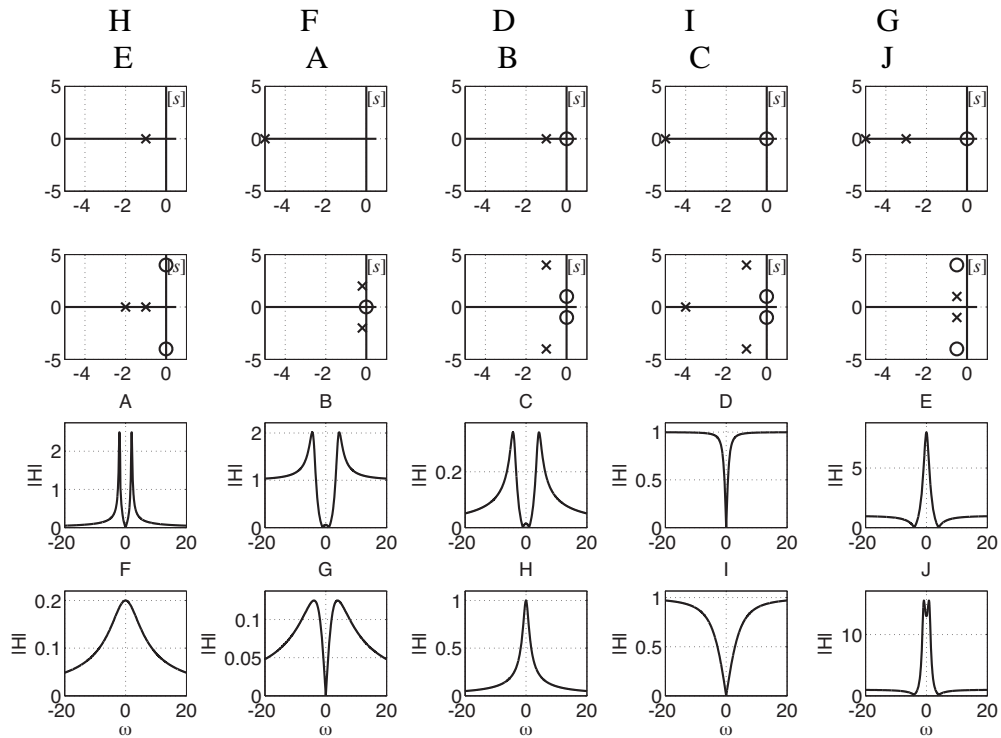 H F D I G
E A B C J
5 5 5 5 5
[s] [s] [s] [s] [s]
0 0 0 0 0
-5 -5 -5 -5 -5
-4 -2 0 -4 -2 0 -4 -2 0 -4 -2 0 -4 -2 0
5 5 5 5 5
[s] [s] [s] [s] [s]
0 0 0 0 0
-5 -5 -5 -5 -5
-4 -2 0 -4 -2 0 -4 -2 0 -4 -2 0 -4 -2 0
A B C D E
2 2 0.2 1 5
1 1 0.5
|H| |H| |H| |H| |H|
0 0 0 0 0
-20 0 20 -20 0 20 -20 0 20 -20 0 20 -20 0 20
F G H I J
0.2 0.1 1 1 10
0.1 0.05 0.5 0.5
|H| |H| |H| |H| |H|
0 0 0 0 0
-20 0 20 -20 0 20 -20 0 20 -20 0 20 -20 0 20
ω ω ω ω ω